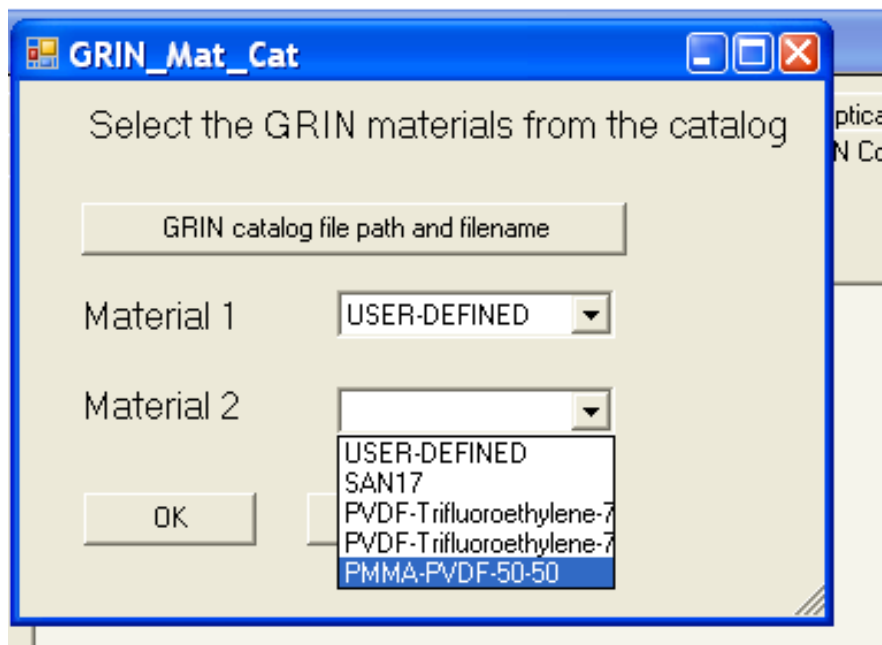 GRIN_Mat_Cat
Select the GRIN materials from the catalog
GRIN catalog file path and filename
Material 1
USER-DEFINED
Material 2
USER-DEFINED
SAN17
PVDF-Trifluoroethylene-7
PVDF-Trifluoroethylene-7
PMMA-PVDF-50-50
OK